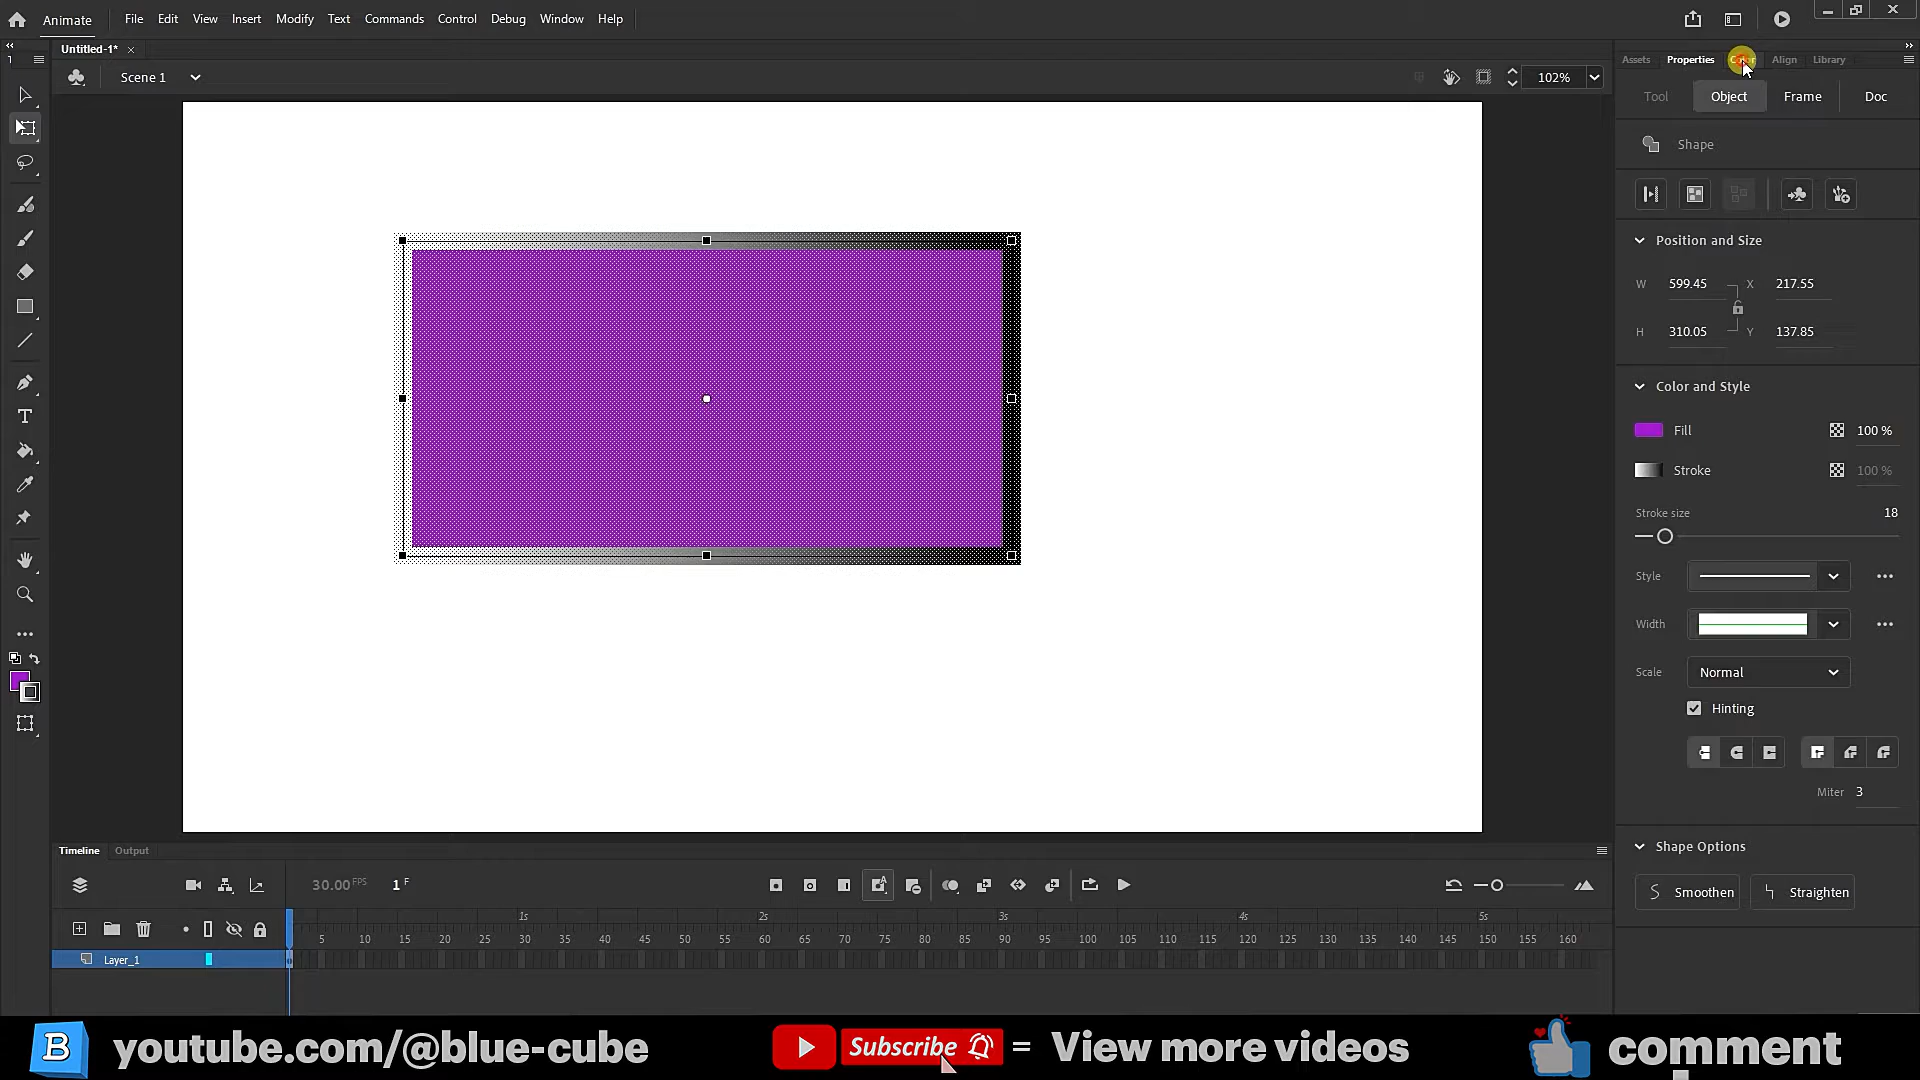 Animate File Edit View Insert Modify Text Commands Control Debug Window Help
Untitled-1*
Scene 1
102%
Assets Properties Align Library
Tool Object Frame Doc
Shape
Position and Size
W 599.45 X 217.55
H 310.05 Y 137.85
Color and Style
Fill 100 %
Stroke 100 %
Stroke size 18
Style
Width
Scale Normal
Hinting
Miter 3
Shape Options
Smoothen Straighten
Timeline Output
30.00 FPS 1 F
1s 2s 3s 4s 5s
5 10 15 20 25 30 35 40 45 50 55 60 65 70 75 80 85 90 95 100 105 110 115 120 125 130 135 140 145 150 155 160
Layer_1
B youtube.com/@blue-cube Subscribe = View more videos comment